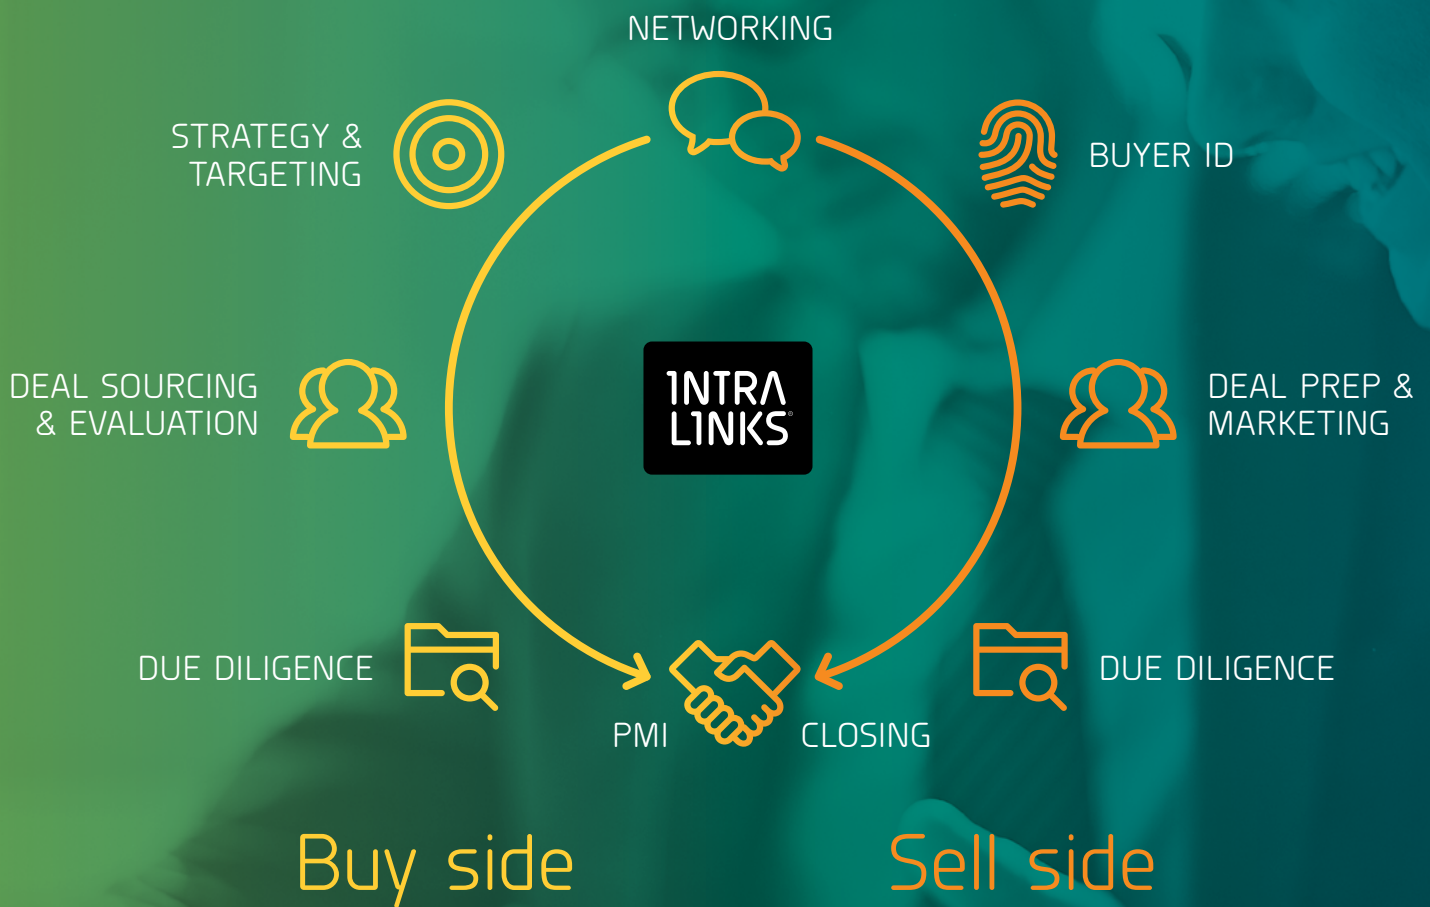 NETWORKING
STRATEGY &
TARGETING
BUYER ID
DEAL SOURCING
& EVALUATION
INTRA
LINKS®
DEAL PREP &
MARKETING
DUE DILIGENCE
DUE DILIGENCE
PMI
CLOSING
Buy side
Sell side